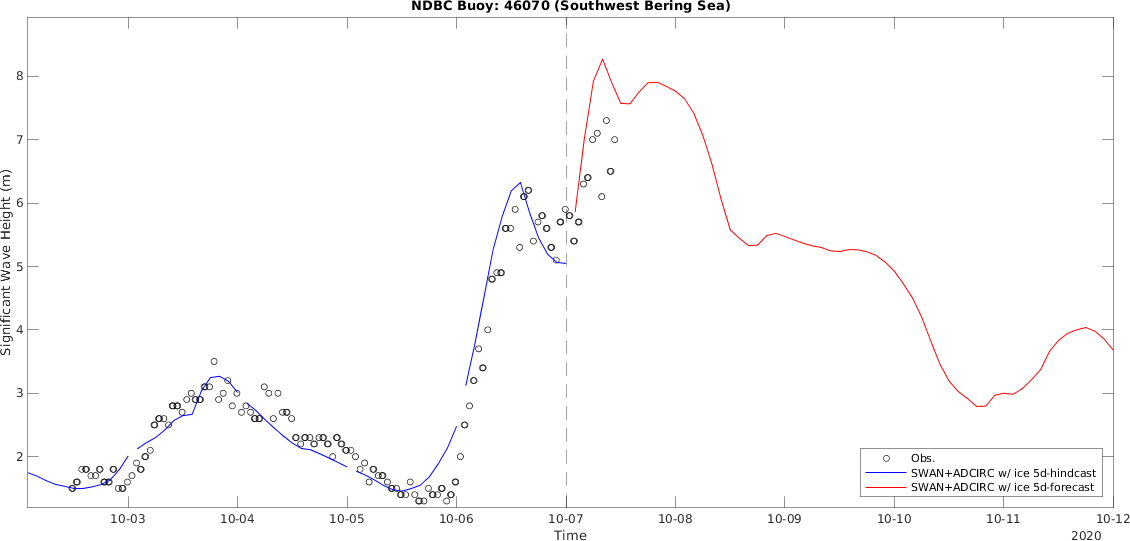 NDBC Buoy: 46070 (Southwest Bering Sea)
Significant Wave Height (m)
8
7
6
5
4
3
2
Obs.
SWAN+ADCIRC w/ ice 5d-hindcast
SWAN+ADCIRC w/ ice 5d-forecast
10-03 10-04 10-05 10-06 10-07 10-08 10-09 10-10 10-11 10-12
Time
2020